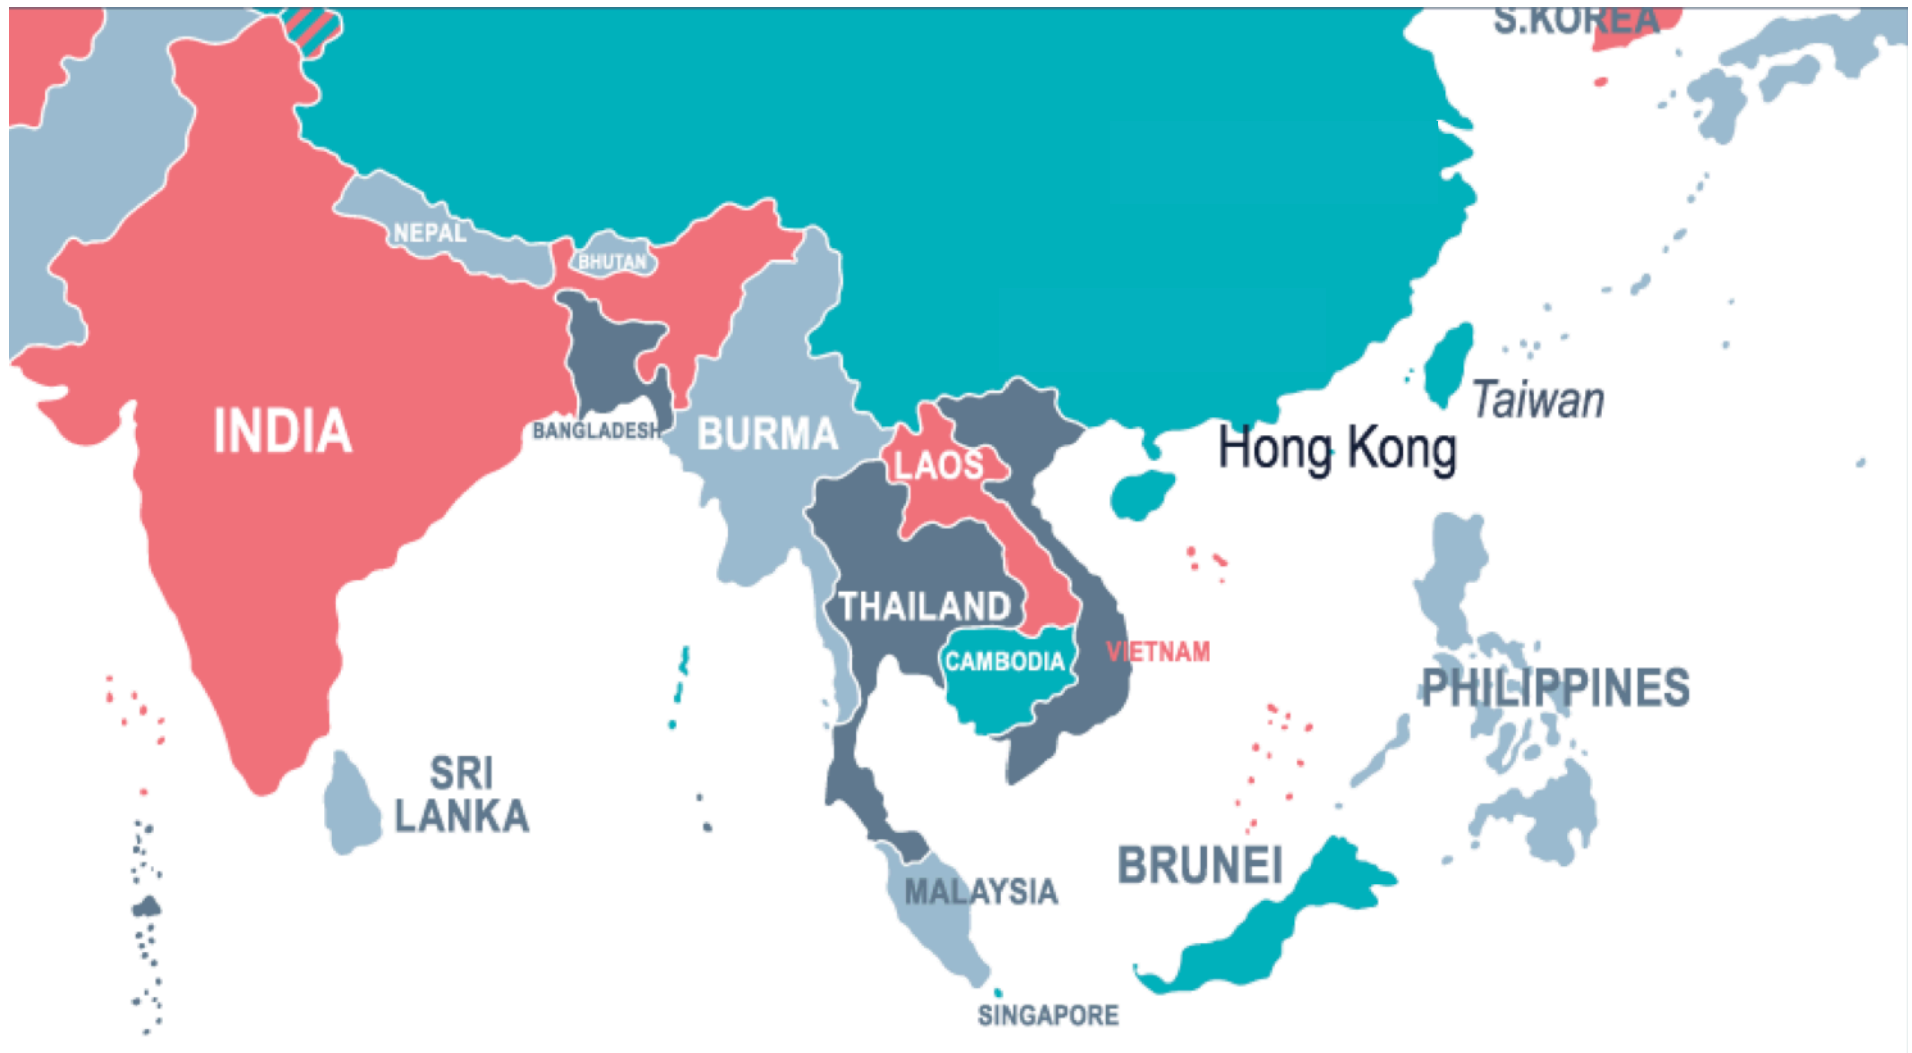 S.KOREA
NEPAL
BHUTAN
Taiwan
INDIA
BANGLADESH
BURMA
Hong Kong
LAOS
THAILAND
VIETNAM
CAMBODIA
PHILIPPINES
SRI
LANKA
BRUNEI
MALAYSIA
SINGAPORE